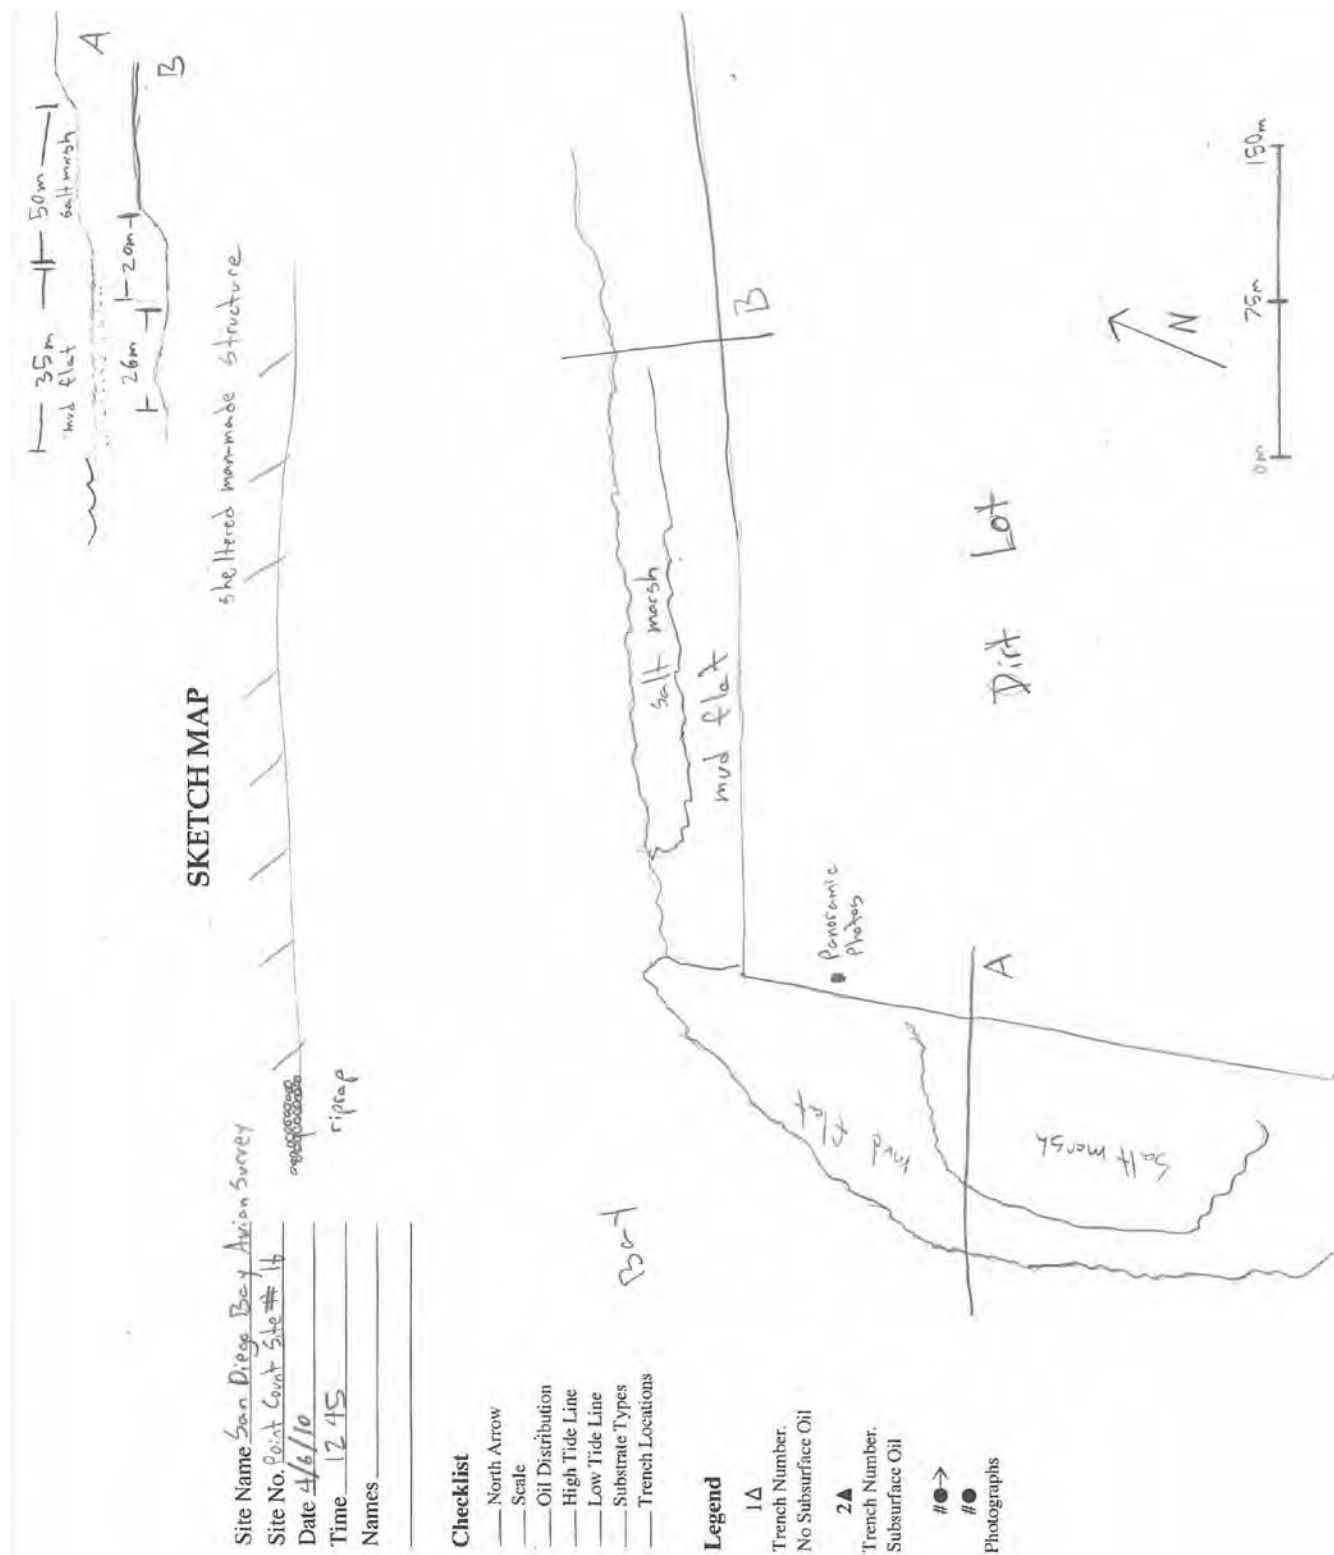 SKETCH MAP
Site Name San Diego Bay Avian Survey
Site No. Point Count Site # 16
Date 4/6/10
Time 1245
Names
Checklist
North Arrow
Scale
Oil Distribution
High Tide Line
Low Tide Line
Substrate Types
Trench Locations
Legend
1△
Trench Number.
No Subsurface Oil
2▲
Trench Number.
Subsurface Oil
#●→
#●
Photographs
35m
mud flat
50m
salt marsh
A
26m
20m
B
sheltered man-made structure
riprap
Bay
salt marsh
mud flat
B
Panoramic
Photos
A
mud
flat
Salt marsh
Dirt Lot
N
0m 75m 150m